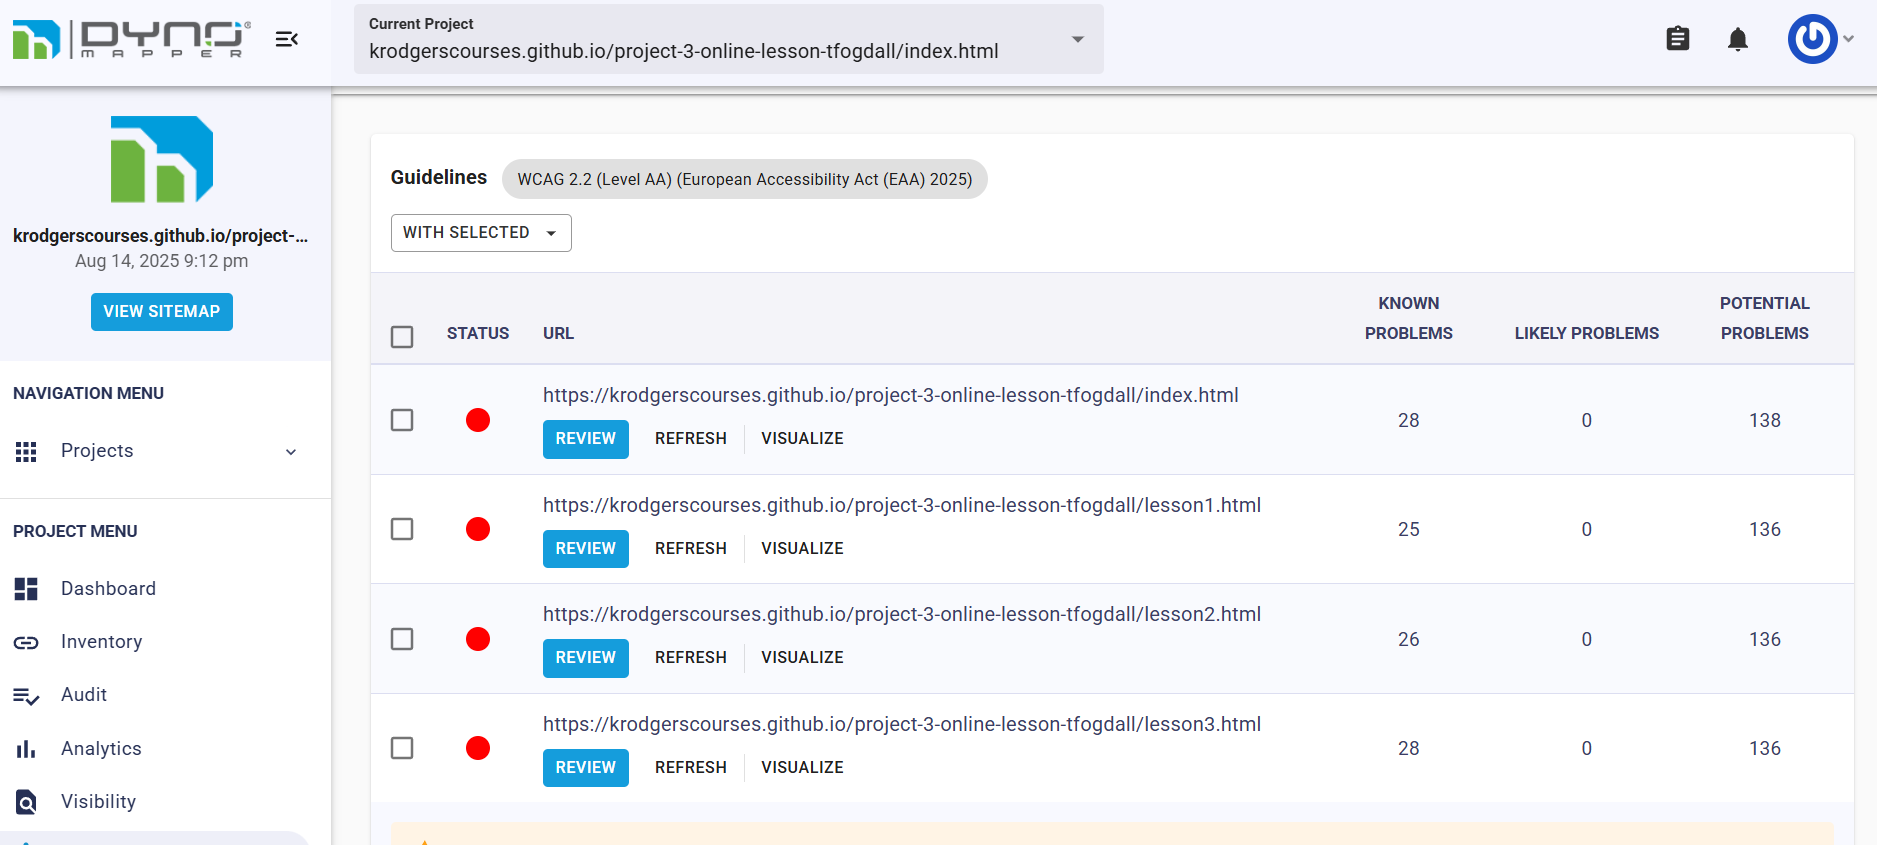 DYNO
MAPPER
®
Current Project
krodgerscourses.github.io/project-3-online-lesson-tfogdall/index.html
krodgerscourses.github.io/project-...
Aug 14, 2025 9:12 pm
VIEW SITEMAP
NAVIGATION MENU
Projects
PROJECT MENU
Dashboard
Inventory
Audit
Analytics
Visibility
Guidelines
WCAG 2.2 (Level AA) (European Accessibility Act (EAA) 2025)
WITH SELECTED
STATUS
URL
KNOWN
PROBLEMS
LIKELY PROBLEMS
POTENTIAL
PROBLEMS
https://krodgerscourses.github.io/project-3-online-lesson-tfogdall/index.html
REVIEW REFRESH VISUALIZE
28 0 138
https://krodgerscourses.github.io/project-3-online-lesson-tfogdall/lesson1.html
REVIEW REFRESH VISUALIZE
25 0 136
https://krodgerscourses.github.io/project-3-online-lesson-tfogdall/lesson2.html
REVIEW REFRESH VISUALIZE
26 0 136
https://krodgerscourses.github.io/project-3-online-lesson-tfogdall/lesson3.html
REVIEW REFRESH VISUALIZE
28 0 136